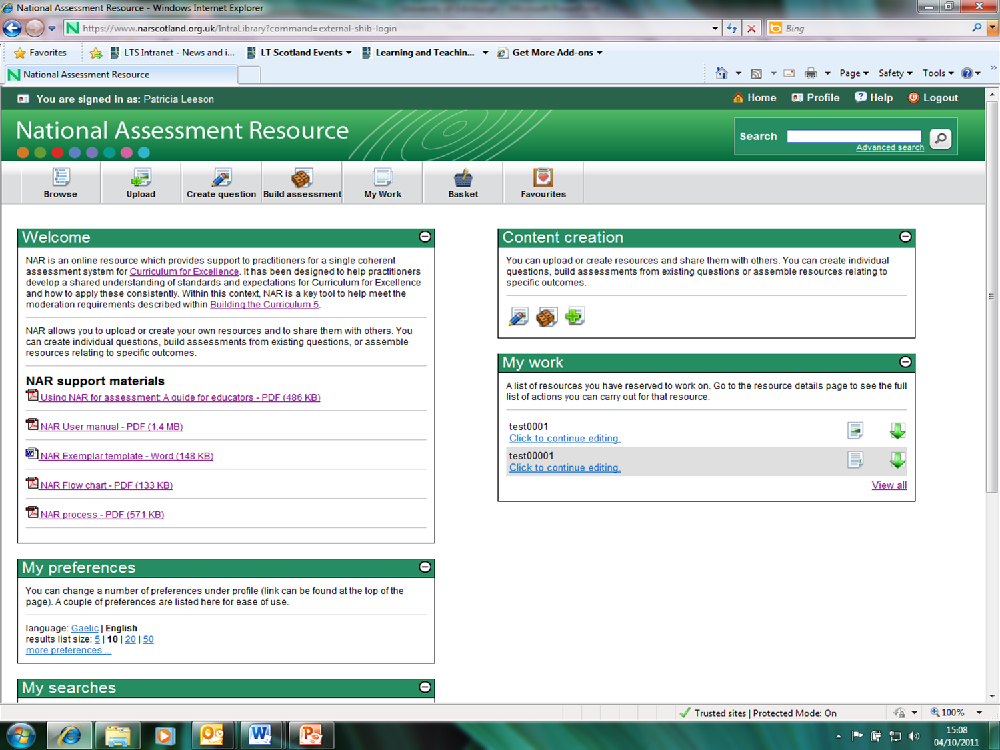 National Assessment Resource - Windows Internet Explorer
https://www.narscotland.org.uk/IntraLibrary?command=external-shib-login
Bing
Favorites
LTS Intranet - News and i...
LT Scotland Events
Learning and Teachin...
Get More Add-ons
National Assessment Resource
Page
Safety
Tools
You are signed in as: Patricia Leeson
Home
Profile
Help
Logout
National Assessment Resource
Search
Advanced search
Browse
Upload
Create question
Build assessment
My Work
Basket
Favourites
Welcome
NAR is an online resource which provides support to practitioners for a single coherent
assessment system for Curriculum for Excellence. It has been designed to help practitioners
develop a shared understanding of standards and expectations for Curriculum for Excellence
and how to apply these consistently. Within this context, NAR is a key tool to help meet the
moderation requirements described within Building the Curriculum 5.
NAR allows you to upload or create your own resources and to share them with others. You
can create individual questions, build assessments from existing questions, or assemble
resources relating to specific outcomes.
NAR support materials
Using NAR for assessment: A guide for educators - PDF (486 KB)
NAR User manual - PDF (1.4 MB)
NAR Exemplar template - Word (148 KB)
NAR Flow chart - PDF (133 KB)
NAR process - PDF (571 KB)
My preferences
You can change a number of preferences under profile (link can be found at the top of the
page). A couple of preferences are listed here for ease of use.
language: Gaelic | English
results list size: 5 | 10 | 20 | 50
more preferences ...
My searches
Content creation
You can upload or create resources and share them with others. You can create individual
questions, build assessments from existing questions or assemble resources relating to
specific outcomes.
My work
A list of resources you have reserved to work on. Go to the resource details page to see the full
list of actions you can carry out for that resource.
test0001
Click to continue editing.
test00001
Click to continue editing.
View all
Trusted sites | Protected Mode: On
100%
15:08
04/10/2011